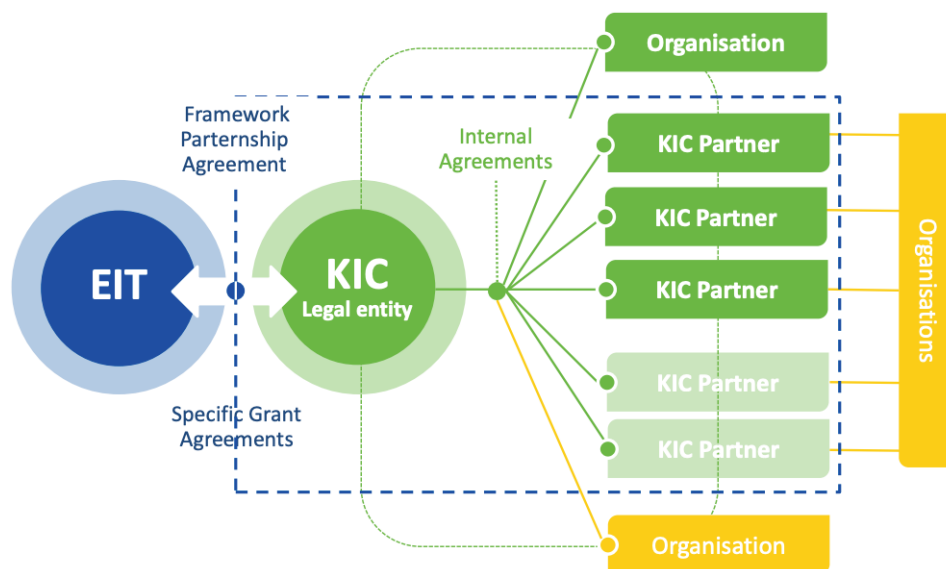 Organisation
Framework
Parternship
Agreement
Internal
Agreements
KIC Partner
KIC Partner
EIT
KIC
Legal entity
KIC Partner
Organisations
KIC Partner
Specific Grant
Agreements
KIC Partner
Organisation